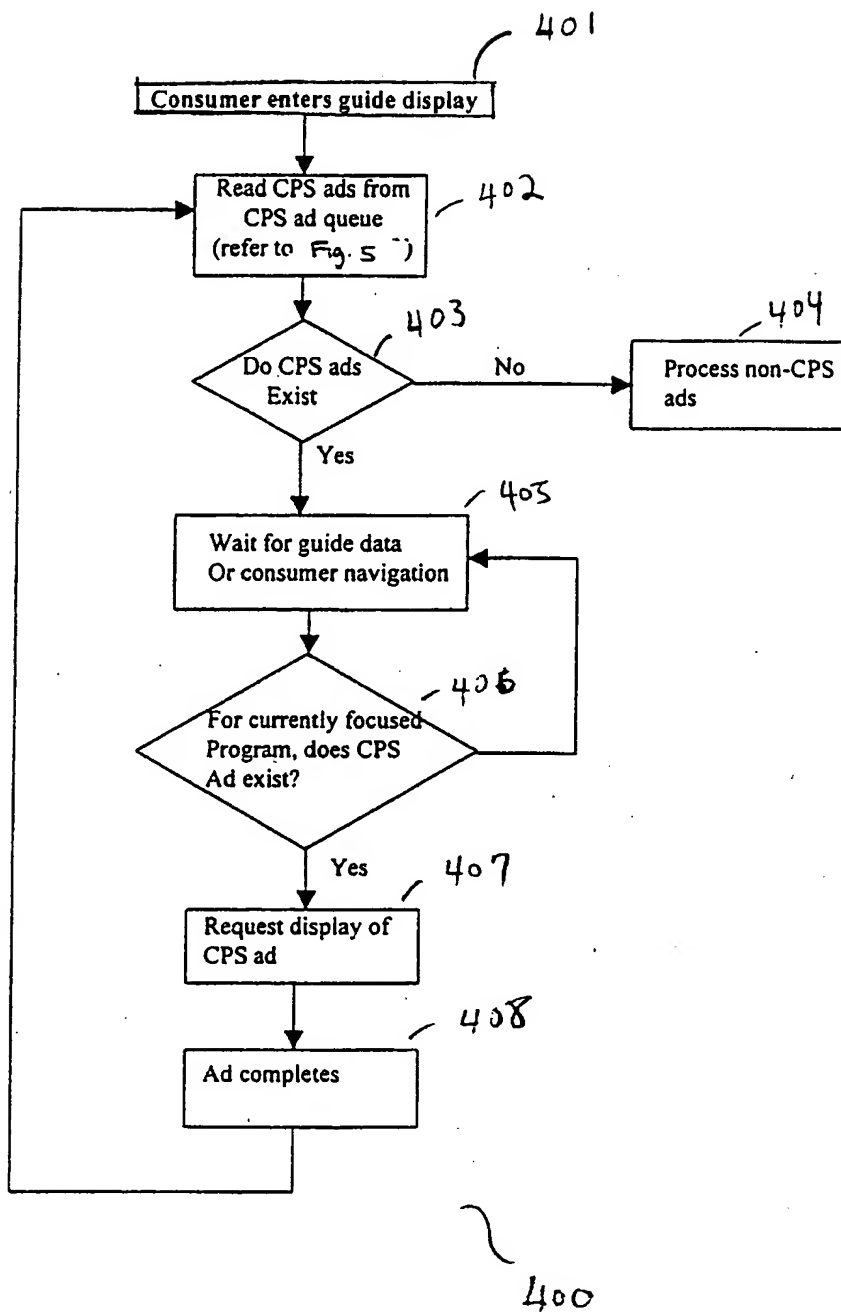 401
Consumer enters guide display
Read CPS ads from
CPS ad queue
(refer to Fig. 5 )
402
403
Do CPS ads
Exist
No
404
Process non-CPS
ads
Yes
405
Wait for guide data
Or consumer navigation
406
For currently focused
Program, does CPS
Ad exist?
Yes
407
Request display of
CPS ad
408
Ad completes
400